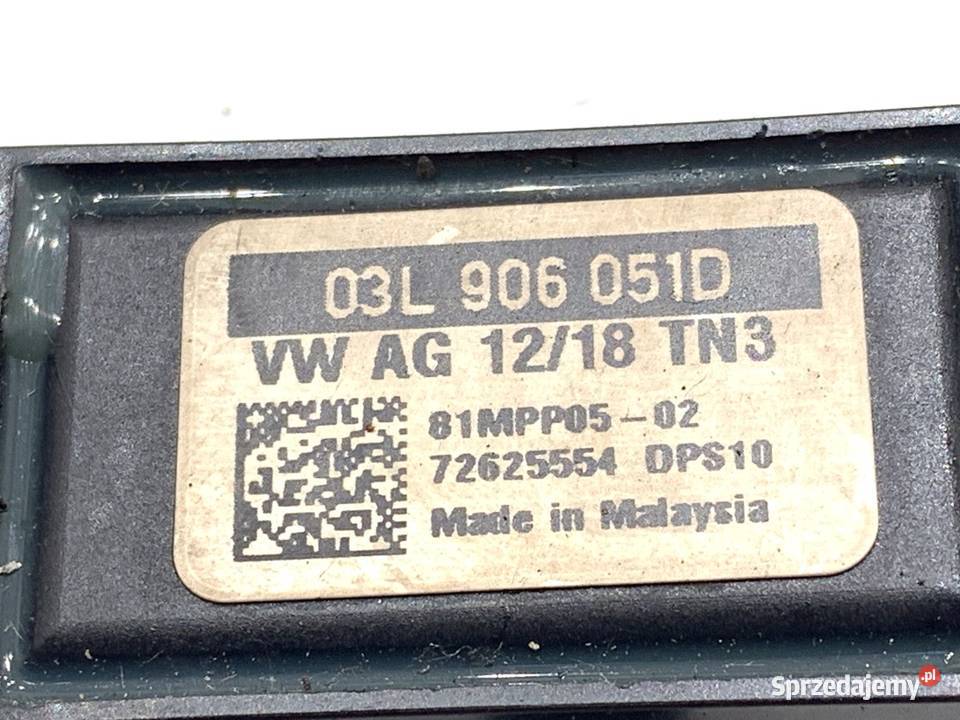 03L 906 051D
VW AG 12/18 TN3
81MPP05-02
72625554 DPS10
Made in Malaysia
Sprzedajemy.pl